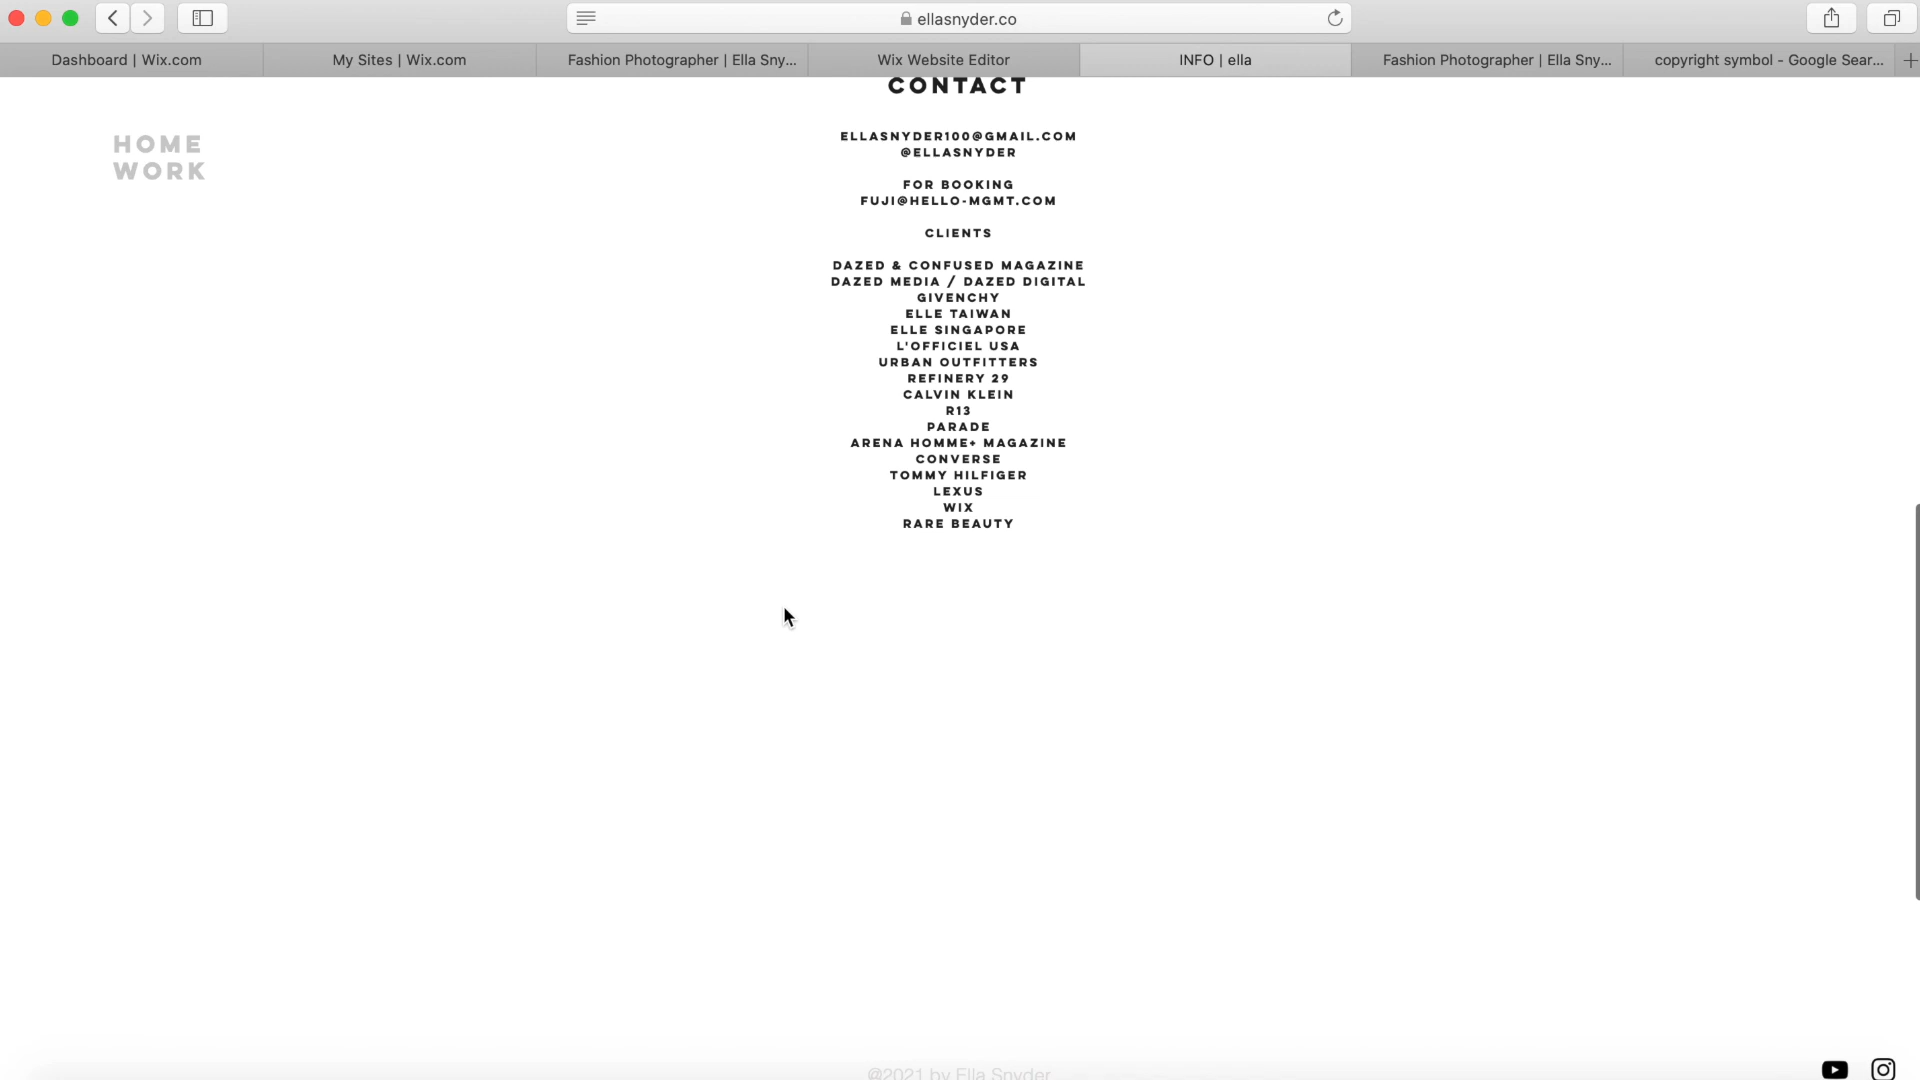 ellasnyder.co
Dashboard | Wix.com
My Sites | Wix.com
Fashion Photographer | Ella Sny...
Wix Website Editor
INFO | ella
Fashion Photographer | Ella Sny...
copyright symbol - Google Sear...
CONTACT
HOME
WORK
ELLASNYDER100@GMAIL.COM
@ELLASNYDER
FOR BOOKING
FUJI@HELLO-MGMT.COM
CLIENTS
DAZED & CONFUSED MAGAZINE
DAZED MEDIA / DAZED DIGITAL
GIVENCHY
ELLE TAIWAN
ELLE SINGAPORE
L'OFFICIEL USA
URBAN OUTFITTERS
REFINERY 29
CALVIN KLEIN
R13
PARADE
ARENA HOMME+ MAGAZINE
CONVERSE
TOMMY HILFIGER
LEXUS
WIX
RARE BEAUTY
@2021 by Ella Snyder